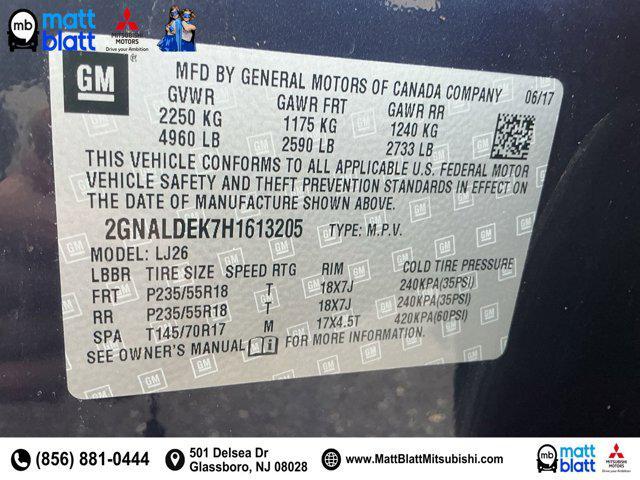 mb matt blatt
MITSUBISHI MOTORS
Drive your Ambition
GM
MFD BY GENERAL MOTORS OF CANADA COMPANY 06/17
GVWR GAWR FRT GAWR RR
2250 KG 1175 KG 1240 KG
4960 LB 2590 LB 2733 LB
THIS VEHICLE CONFORMS TO ALL APPLICABLE U.S. FEDERAL MOTOR
VEHICLE SAFETY AND THEFT PREVENTION STANDARDS IN EFFECT ON
THE DATE OF MANUFACTURE SHOWN ABOVE.
2GNALDEK7H1613205 TYPE: M.P.V.
MODEL: LJ26
LBBR TIRE SIZE SPEED RTG RIM COLD TIRE PRESSURE
FRT P235/55R18 T 18X7J 240KPA(35PSI)
RR P235/55R18 T 18X7J 240KPA(35PSI)
SPA T145/70R17 M 17X4.5T 420KPA(60PSI)
SEE OWNER'S MANUAL FOR MORE INFORMATION.
(856) 881-0444
501 Delsea Dr
Glassboro, NJ 08028
www.MattBlattMitsubishi.com
mb matt blatt
MITSUBISHI MOTORS